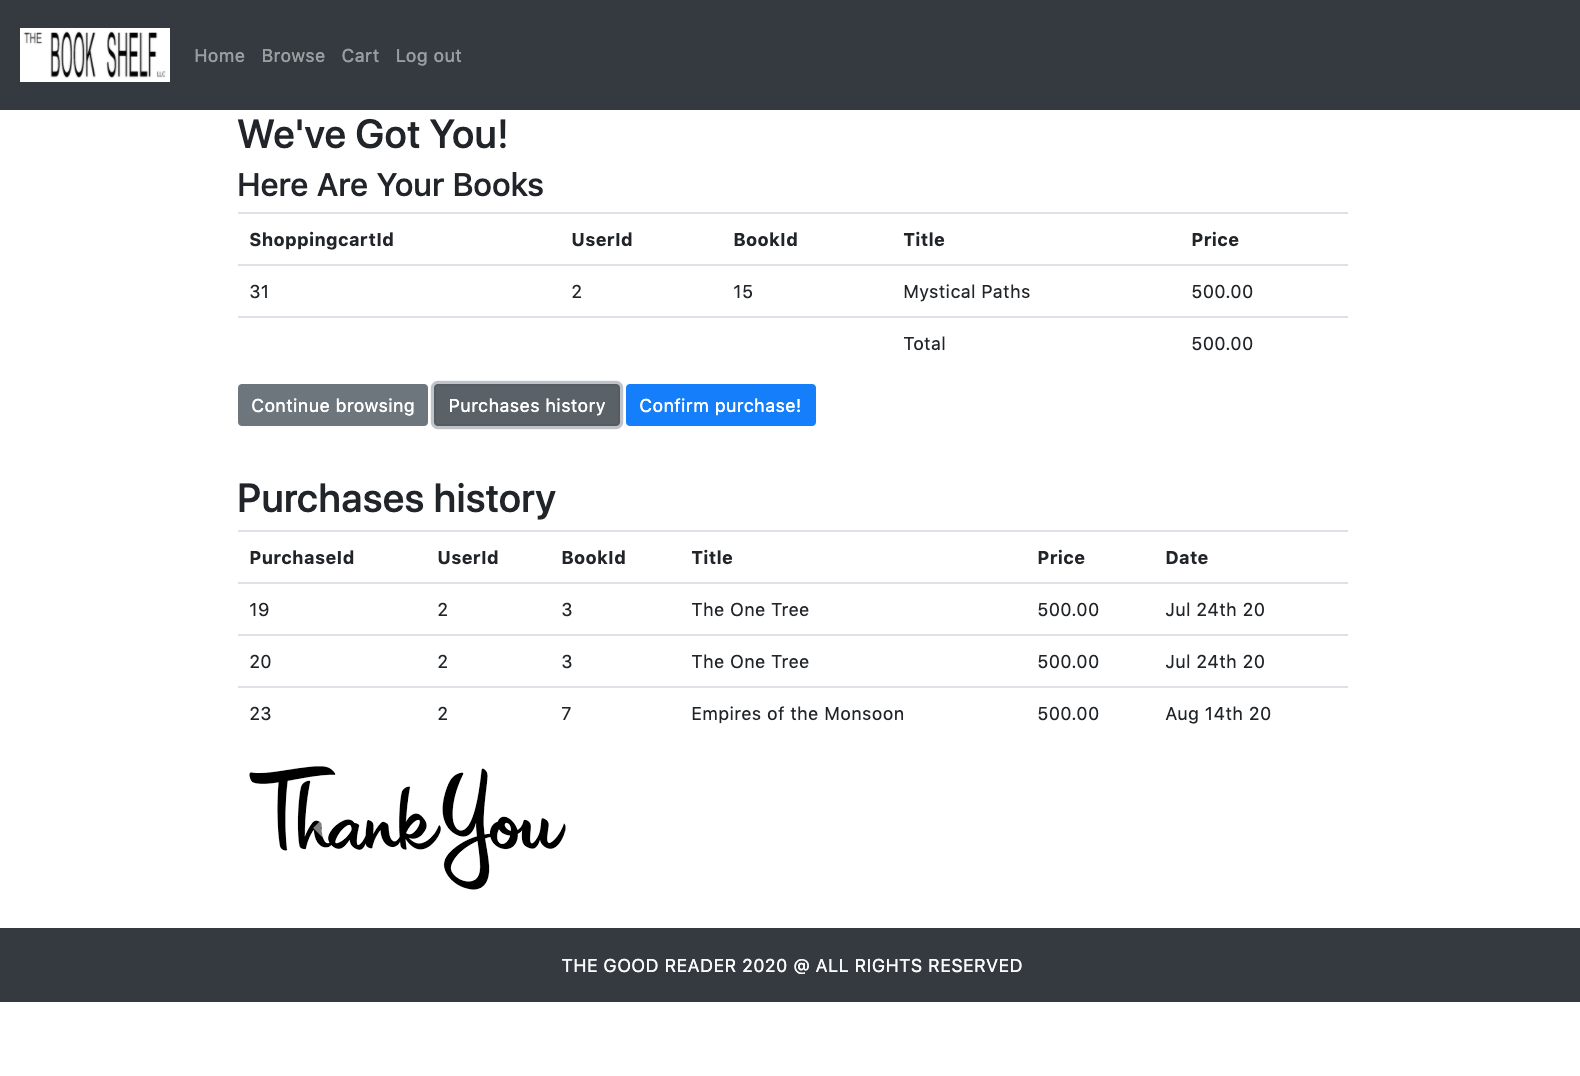 THE BOOK SHELF LLC
Home Browse Cart Log out
We've Got You!
Here Are Your Books
ShoppingcartId UserId BookId Title Price
31 2 15 Mystical Paths 500.00
Total 500.00
Continue browsing Purchases history Confirm purchase!
Purchases history
PurchaseId UserId BookId Title Price Date
19 2 3 The One Tree 500.00 Jul 24th 20
20 2 3 The One Tree 500.00 Jul 24th 20
23 2 7 Empires of the Monsoon 500.00 Aug 14th 20
Thank You
THE GOOD READER 2020 @ ALL RIGHTS RESERVED